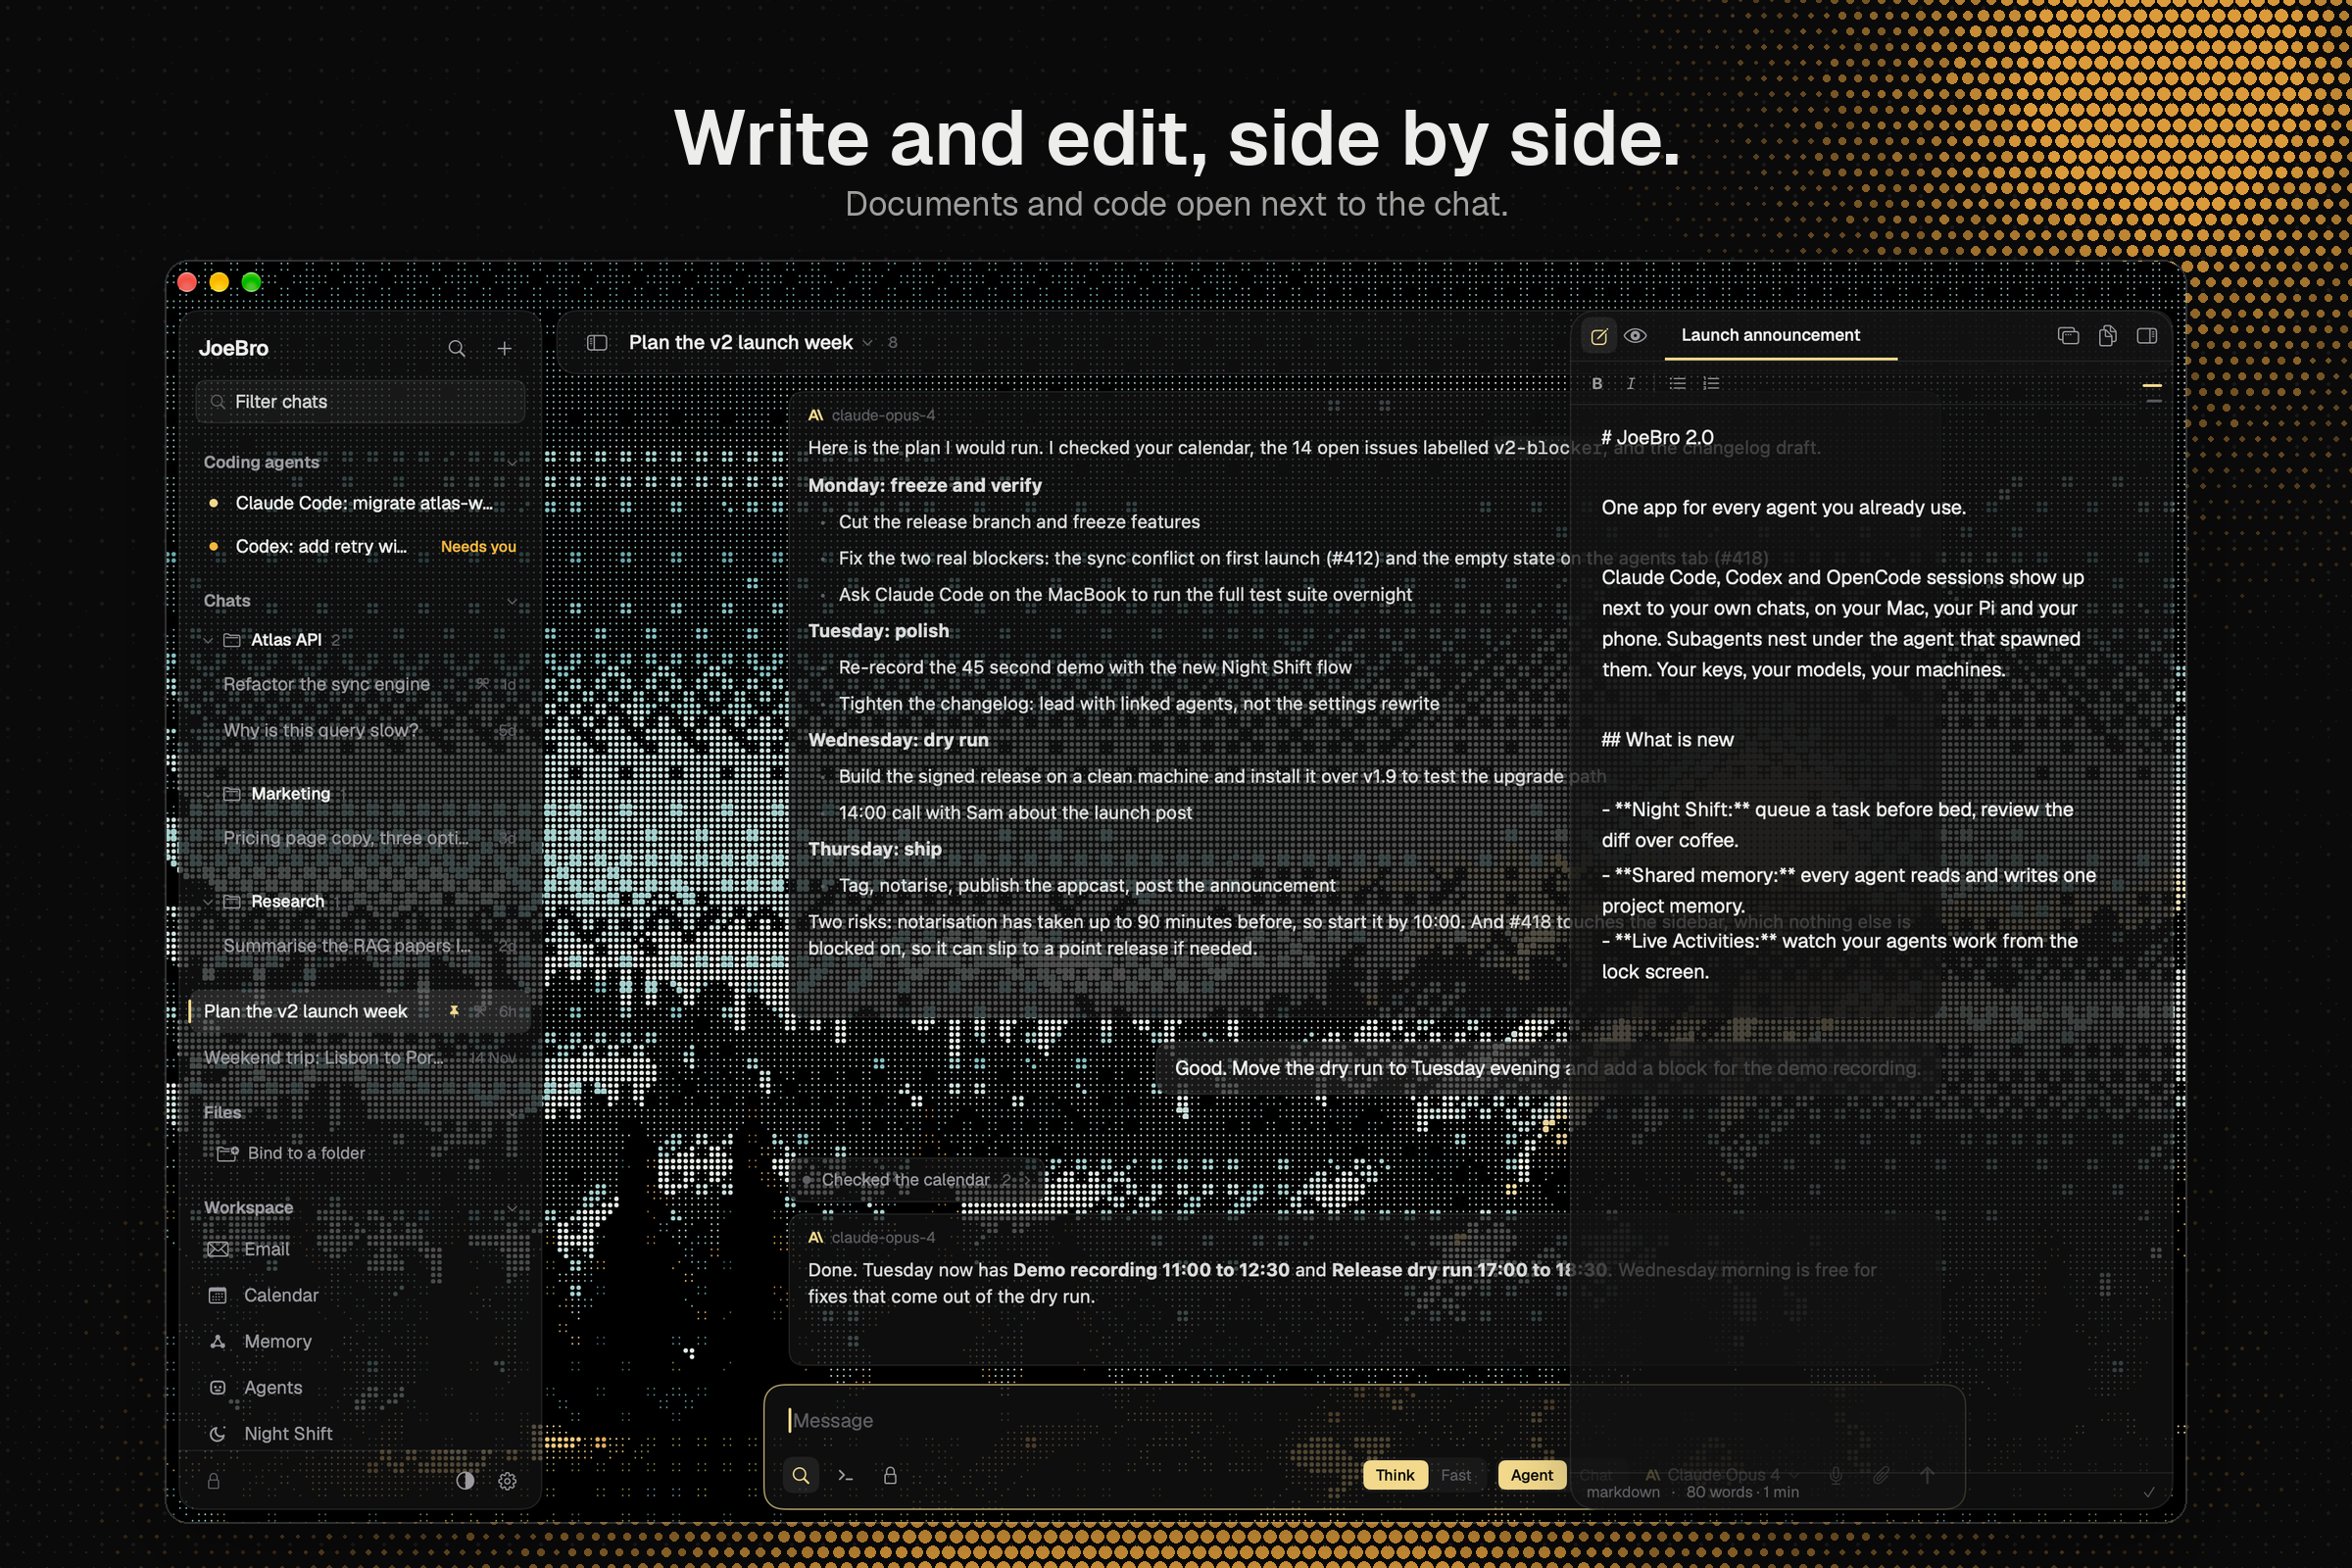 Write and edit, side by side.
Documents and code open next to the chat.
JoeBro
Filter chats
Coding agents
Claude Code: migrate atlas-w...
Codex: add retry wi... Needs you
Chats
Atlas API 2
Refactor the sync engine 1d
Why is this query slow? 5d
Marketing 1
Pricing page copy, three opti... 3d
Research 1
Summarise the RAG papers I... 2d
Plan the v2 launch week 6h
Weekend trip: Lisbon to Por... 14 Nov
Files
Bind to a folder
Workspace
Email
Calendar
Memory
Agents
Night Shift
Plan the v2 launch week 8
claude-opus-4
Here is the plan I would run. I checked your calendar, the 14 open issues labelled v2-blocker, and the changelog draft.
Monday: freeze and verify
Cut the release branch and freeze features
Fix the two real blockers: the sync conflict on first launch (#412) and the empty state on the agents tab (#418)
Ask Claude Code on the MacBook to run the full test suite overnight
Tuesday: polish
Re-record the 45 second demo with the new Night Shift flow
Tighten the changelog: lead with linked agents, not the settings rewrite
Wednesday: dry run
Build the signed release on a clean machine and install it over v1.9 to test the upgrade path
14:00 call with Sam about the launch post
Thursday: ship
Tag, notarise, publish the appcast, post the announcement
Two risks: notarisation has taken up to 90 minutes before, so start it by 10:00. And #418 touches the sidebar, which nothing else is
blocked on, so it can slip to a point release if needed.
Good. Move the dry run to Tuesday evening and add a block for the demo recording.
Checked the calendar 2
claude-opus-4
Done. Tuesday now has Demo recording 11:00 to 12:30 and Release dry run 17:00 to 18:30. Wednesday morning is free for
fixes that come out of the dry run.
Message
Think Fast Agent Chat Claude Opus 4
Launch announcement
B I
# JoeBro 2.0
One app for every agent you already use.
Claude Code, Codex and OpenCode sessions show up
next to your own chats, on your Mac, your Pi and your
phone. Subagents nest under the agent that spawned
them. Your keys, your models, your machines.
## What is new
- **Night Shift:** queue a task before bed, review the
diff over coffee.
- **Shared memory:** every agent reads and writes one
project memory.
- **Live Activities:** watch your agents work from the
lock screen.
markdown · 80 words · 1 min